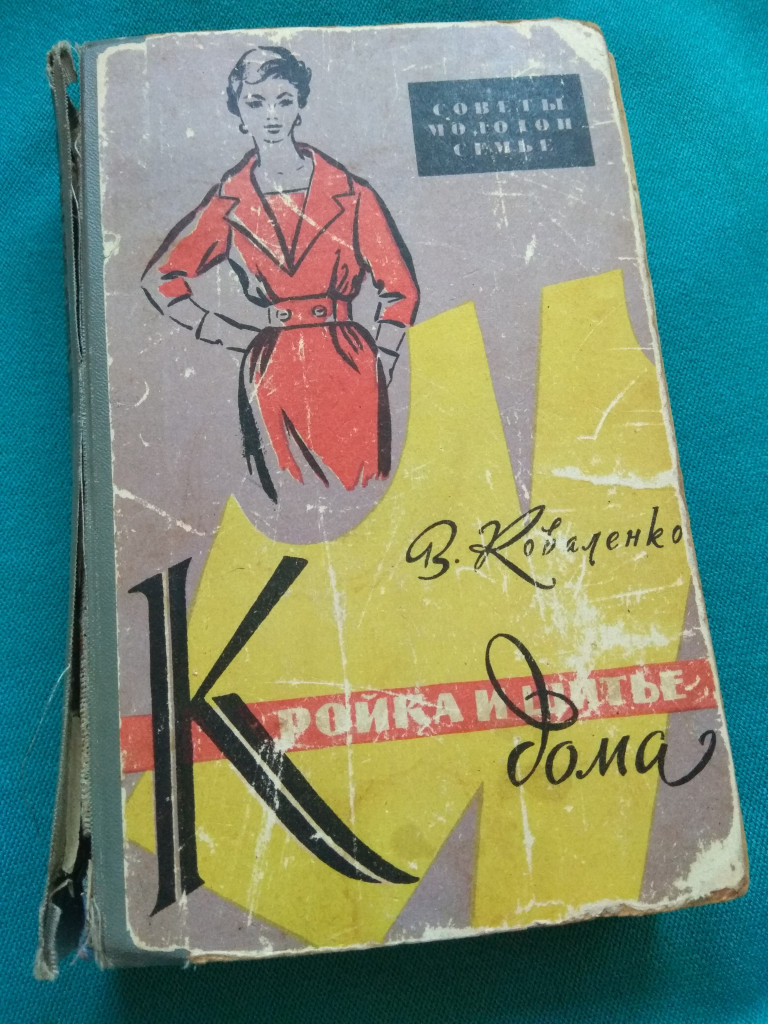 СОВЕТЫ
МОЛОДОЙ
СЕМЬЕ
В. Коваленко
КРОЙКА И ШИТЬЕ
дома